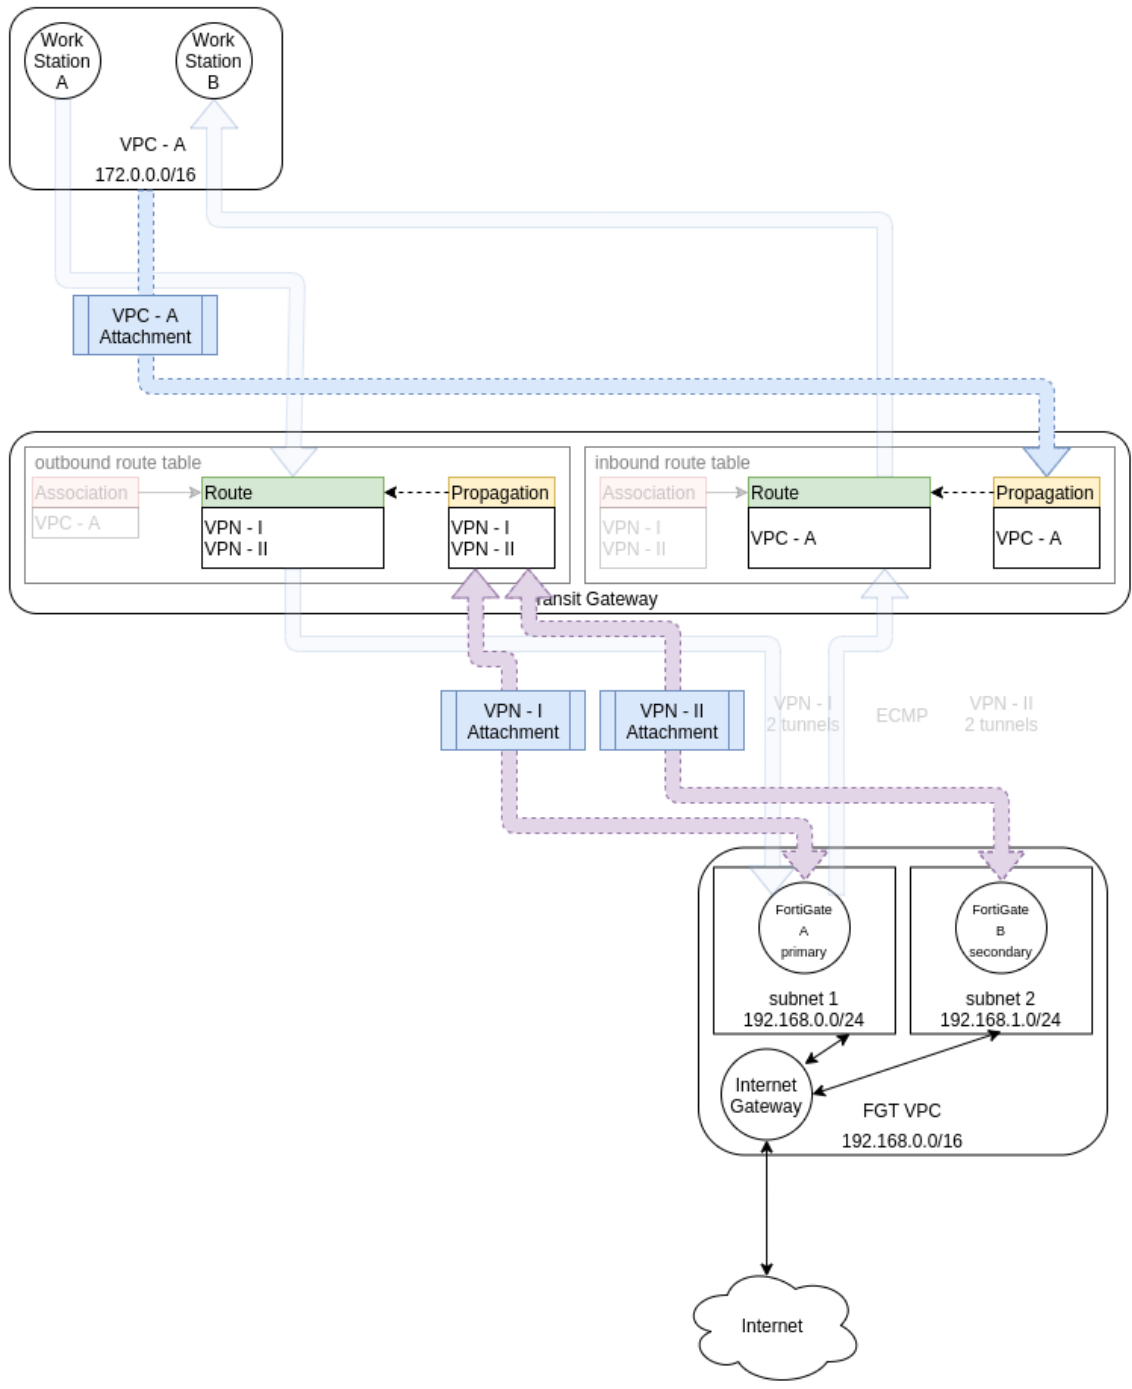 Work
Station
A
Work
Station
B
VPC - A
172.0.0.0/16
VPC - A
Attachment
outbound route table
Association
VPC - A
Route
VPN - I
VPN - II
Propagation
VPN - I
VPN - II
inbound route table
Association
VPN - I
VPN - II
Route
VPC - A
Propagation
VPC - A
ansit Gateway
VPN - I
Attachment
VPN - II
Attachment
VPN - I
2 tunnels
ECMP
VPN - II
2 tunnels
FortiGate
A
primary
FortiGate
B
secondary
subnet 1
192.168.0.0/24
subnet 2
192.168.1.0/24
Internet
Gateway
FGT VPC
192.168.0.0/16
Internet